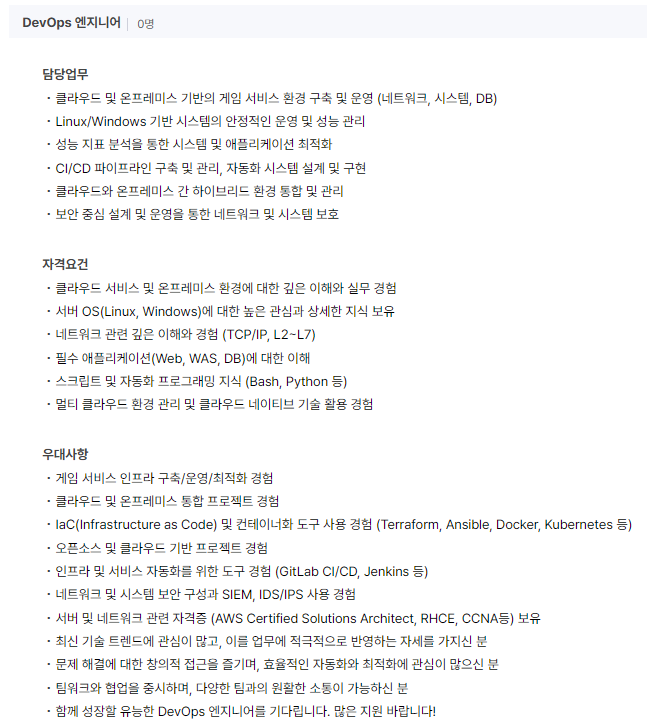 DevOps 엔지니어 | 0명
담당업무
· 클라우드 및 온프레미스 기반의 게임 서비스 환경 구축 및 운영 (네트워크, 시스템, DB)
· Linux/Windows 기반 시스템의 안정적인 운영 및 성능 관리
· 성능 지표 분석을 통한 시스템 및 애플리케이션 최적화
· CI/CD 파이프라인 구축 및 관리, 자동화 시스템 설계 및 구현
· 클라우드와 온프레미스 간 하이브리드 환경 통합 및 관리
· 보안 중심 설계 및 운영을 통한 네트워크 및 시스템 보호
자격요건
· 클라우드 서비스 및 온프레미스 환경에 대한 깊은 이해와 실무 경험
· 서버 OS(Linux, Windows)에 대한 높은 관심과 상세한 지식 보유
· 네트워크 관련 깊은 이해와 경험 (TCP/IP, L2~L7)
· 필수 애플리케이션(Web, WAS, DB)에 대한 이해
· 스크립트 및 자동화 프로그래밍 지식 (Bash, Python 등)
· 멀티 클라우드 환경 관리 및 클라우드 네이티브 기술 활용 경험
우대사항
· 게임 서비스 인프라 구축/운영/최적화 경험
· 클라우드 및 온프레미스 통합 프로젝트 경험
· IaC(Infrastructure as Code) 및 컨테이너화 도구 사용 경험 (Terraform, Ansible, Docker, Kubernetes 등)
· 오픈소스 및 클라우드 기반 프로젝트 경험
· 인프라 및 서비스 자동화를 위한 도구 경험 (GitLab CI/CD, Jenkins 등)
· 네트워크 및 시스템 보안 구성과 SIEM, IDS/IPS 사용 경험
· 서버 및 네트워크 관련 자격증 (AWS Certified Solutions Architect, RHCE, CCNA등) 보유
· 최신 기술 트렌드에 관심이 많고, 이를 업무에 적극적으로 반영하는 자세를 가지신 분
· 문제 해결에 대한 창의적 접근을 즐기며, 효율적인 자동화와 최적화에 관심이 많으신 분
· 팀워크와 협업을 중시하며, 다양한 팀과의 원활한 소통이 가능하신 분
· 함께 성장할 유능한 DevOps 엔지니어를 기다립니다. 많은 지원 바랍니다!